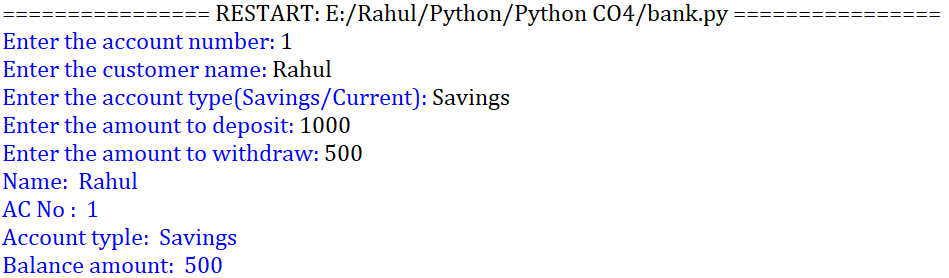 ================ RESTART: E:/Rahul/Python/Python CO4/bank.py ================
Enter the account number: 1
Enter the customer name: Rahul
Enter the account type(Savings/Current): Savings
Enter the amount to deposit: 1000
Enter the amount to withdraw: 500
Name:  Rahul
AC No :  1
Account typle:  Savings
Balance amount:  500